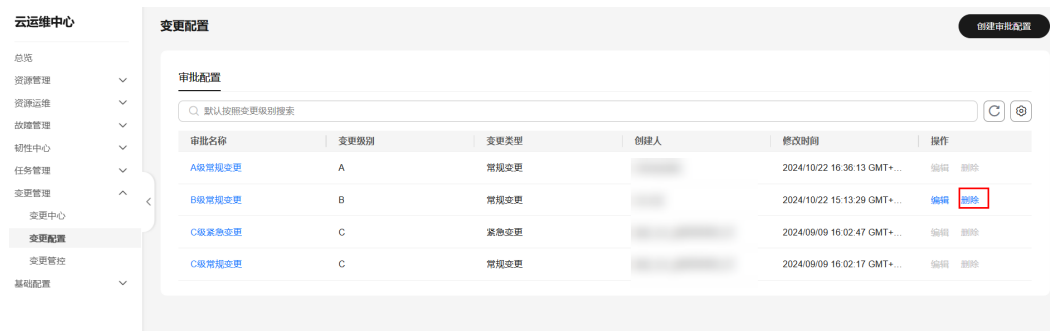 云运维中心
总览
资源管理
资源运维
故障管理
韧性中心
任务管理
变更管理
变更中心
变更配置
变更管控
基础配置
变更配置
创建审批配置
审批配置
默认按照变更级别搜索
审批名称 变更级别 变更类型 创建人 修改时间 操作
A级常规变更 A 常规变更 2024/10/22 16:36:13 GMT+... 编辑 删除
B级常规变更 B 常规变更 2024/10/22 15:13:29 GMT+... 编辑 删除
C级紧急变更 C 紧急变更 2024/09/09 16:02:47 GMT+... 编辑 删除
C级常规变更 C 常规变更 2024/09/09 16:02:17 GMT+... 编辑 删除